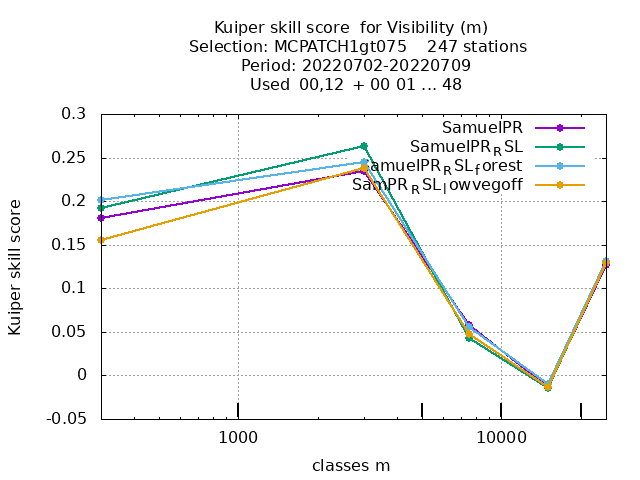 Kuiper skill score  for Visibility (m)
Selection: MCPATCH1gt075    247 stations
Period: 20220702-20220709
Used  00,12  + 00 01 ... 48
SamuelPR
SamuelPR_RSL
SamuelPR_RSL_forest
SamPR_RSL_lowvegoff
Kuiper skill score
0.3
0.25
0.2
0.15
0.1
0.05
0
-0.05
1000
10000
classes m